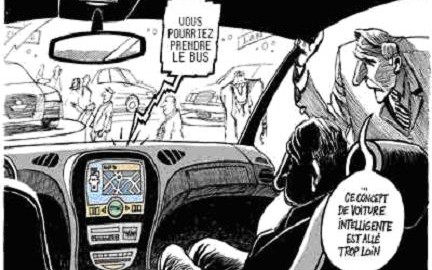 VOUS
POURRIEZ
PRENDRE
LE BUS
CE CONCEPT
DE VOITURE
INTELLIGENTE
EST ALLÉ
TROP LOIN